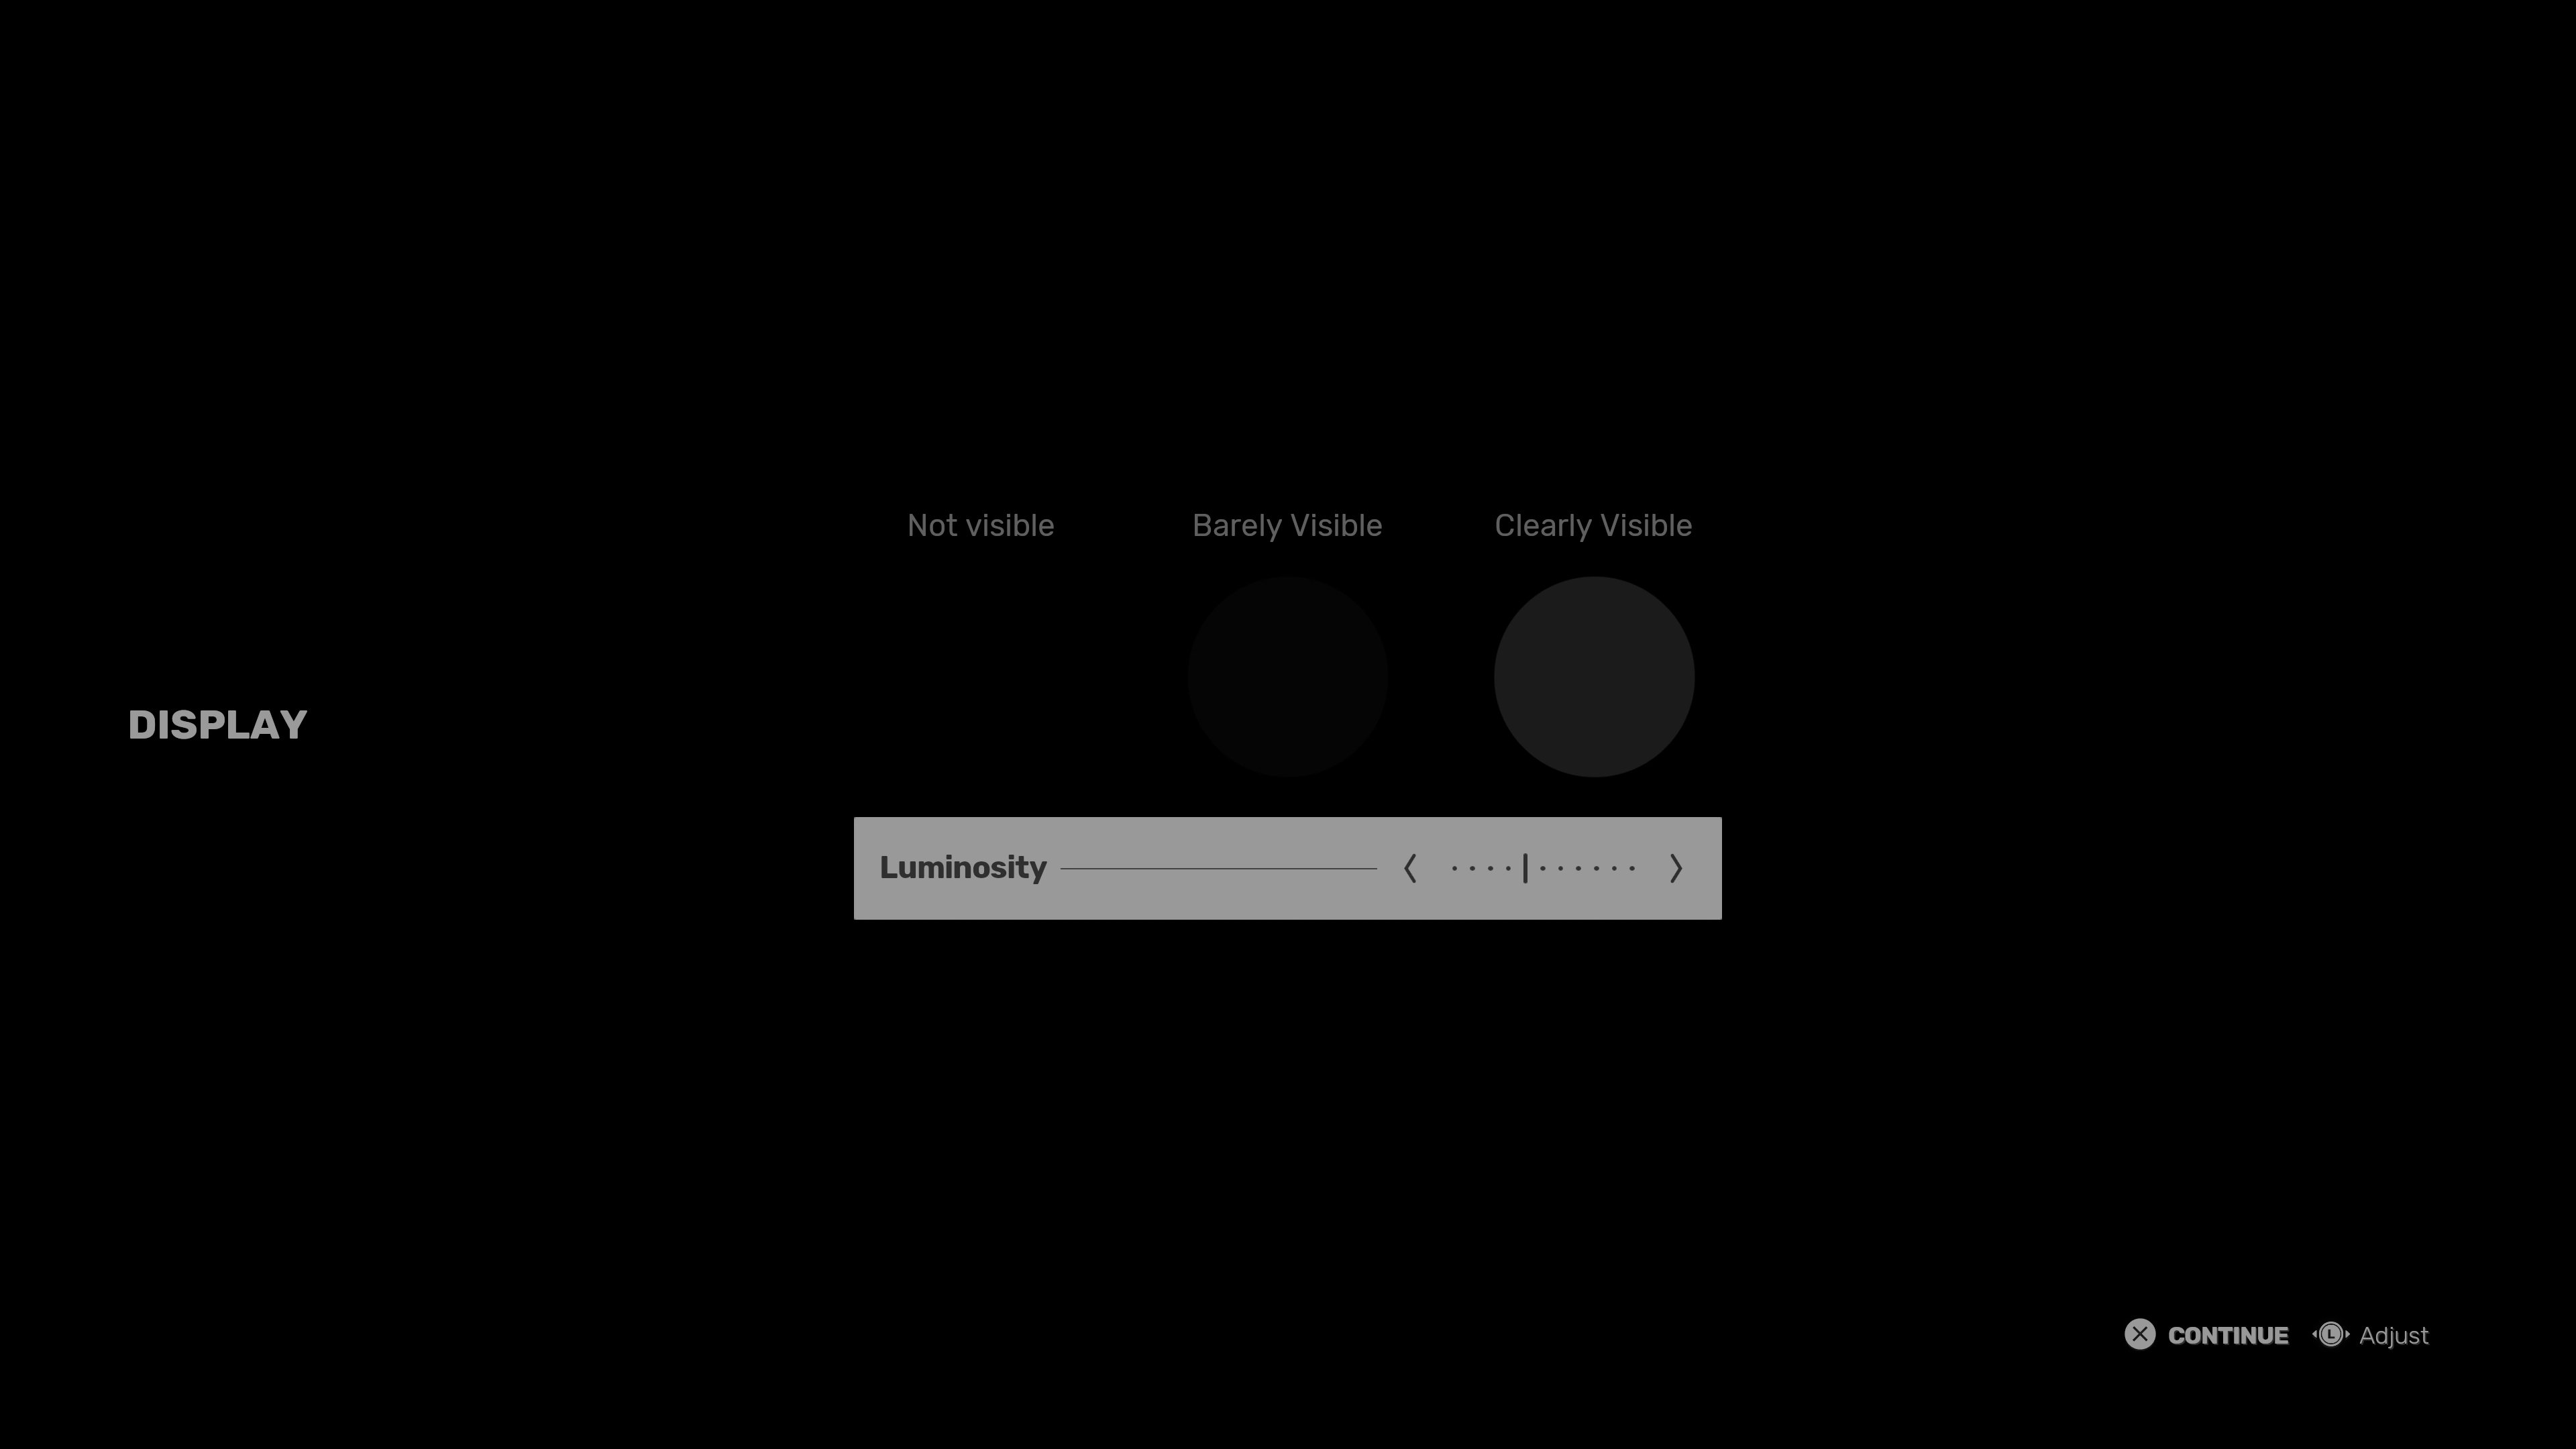 Not visible
Barely Visible
Clearly Visible
DISPLAY
Luminosity
CONTINUE
L
Adjust